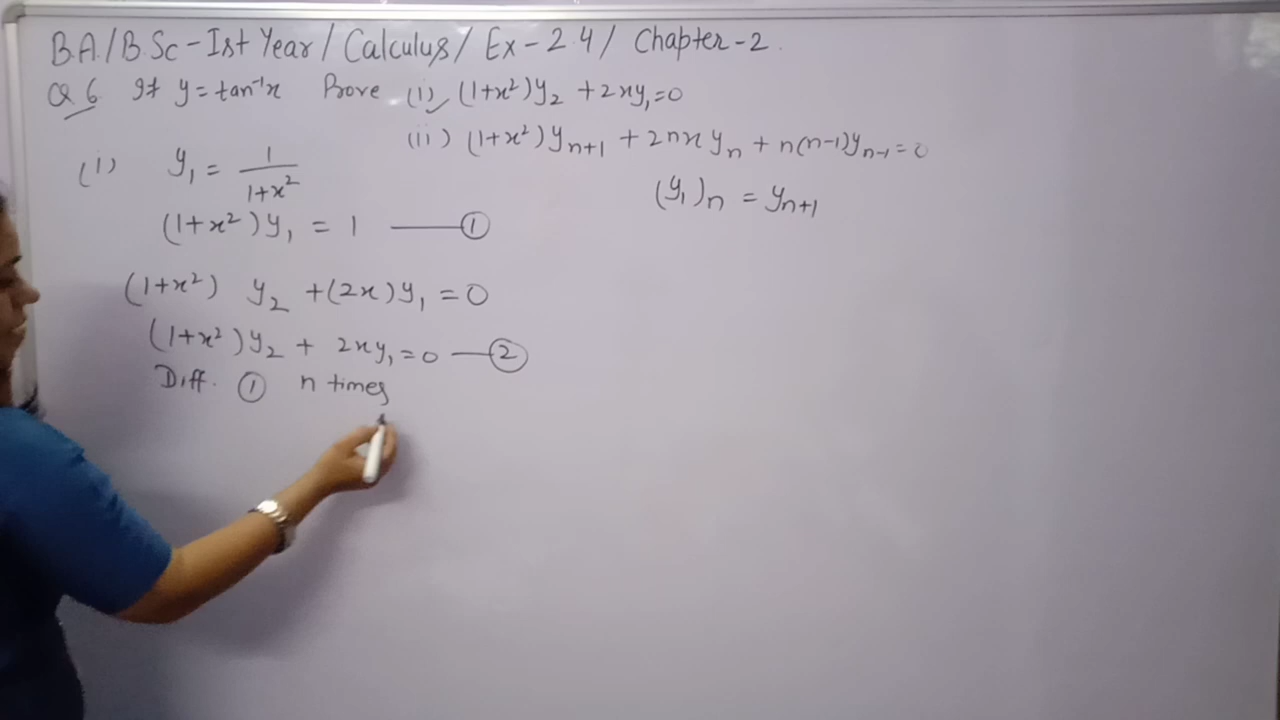 B.A./B.Sc - Ist Year / Calculus / Ex - 2.4 / Chapter - 2.
Q 6 If y = tan⁻¹x Prove (i) (1+x²)y₂ + 2xy₁ = 0
(ii) (1+x²)yₙ₊₁ + 2nx yₙ + n(n-1)yₙ₋₁ = 0
(i) y₁ = 1/(1+x²)
(y₁)ₙ = yₙ₊₁
(1+x²)y₁ = 1 —— ①
(1+x²) y₂ + (2x)y₁ = 0
(1+x²)y₂ + 2xy₁ = 0 — ②
Diff. ① n times